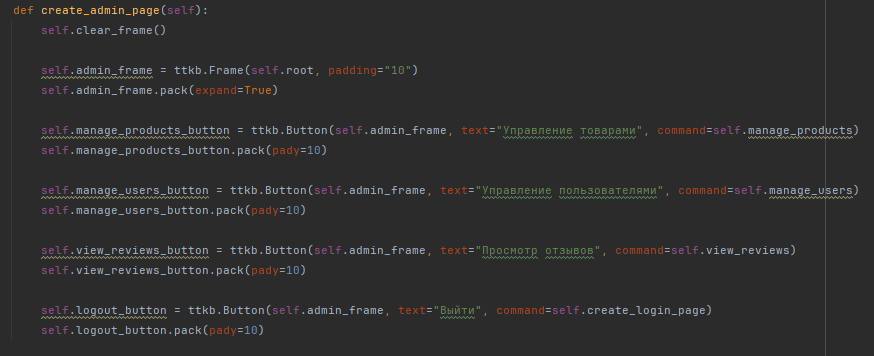 def create_admin_page(self):
self.clear_frame()
self.admin_frame = ttkb.Frame(self.root, padding="10")
self.admin_frame.pack(expand=True)
self.manage_products_button = ttkb.Button(self.admin_frame, text="Управление товарами", command=self.manage_products)
self.manage_products_button.pack(pady=10)
self.manage_users_button = ttkb.Button(self.admin_frame, text="Управление пользователями", command=self.manage_users)
self.manage_users_button.pack(pady=10)
self.view_reviews_button = ttkb.Button(self.admin_frame, text="Просмотр отзывов", command=self.view_reviews)
self.view_reviews_button.pack(pady=10)
self.logout_button = ttkb.Button(self.admin_frame, text="Выйти", command=self.create_login_page)
self.logout_button.pack(pady=10)